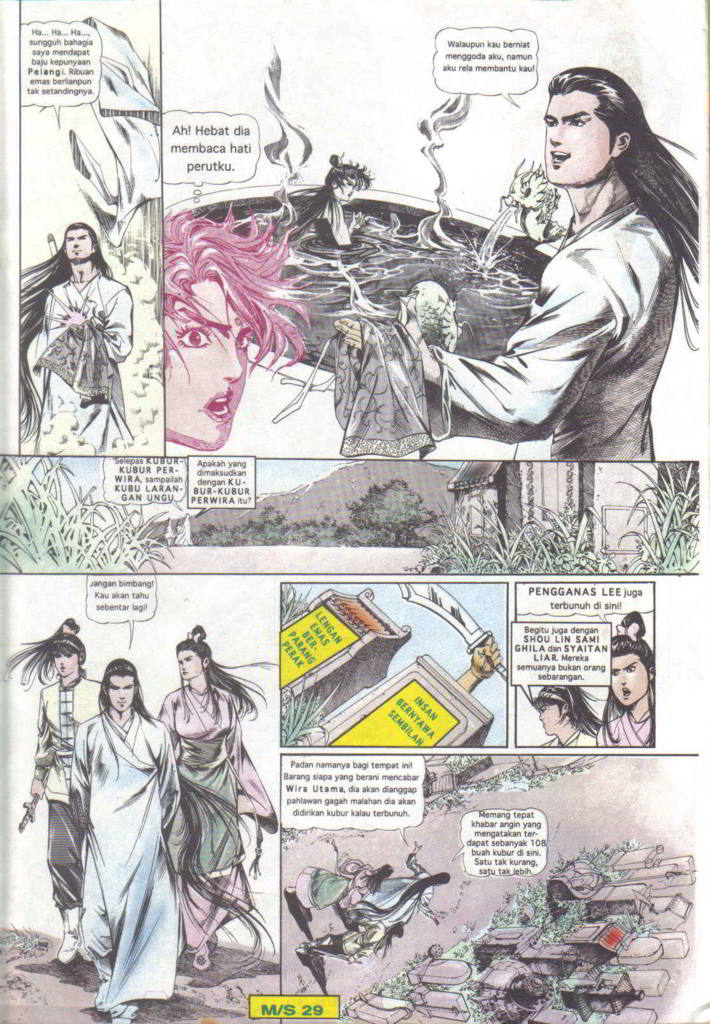 Ha... Ha... Ha...,
sungguh bahagia
saya mendapat
baju kepunyaan
Pelangi. Ribuan
emas berlianpun
tak setandingnya.
Walaupun kau berniat
menggoda aku, namun
aku rela membantu kau!
Ah! Hebat dia
membaca hati
perutku.
Selepas KUBUR-
KUBUR PER-
WIRA, sampailah
KUBU LARAN-
GAN UNGU.
Apakah yang
dimaksudkan
dengan KU-
BUR-KUBUR
PERWIRA itu?
Jangan bimbang!
Kau akan tahu
sebentar lagi!
LENGAN
EMAS
BER-
PARANG
PERAK
INSAN
BERNYAWA
SEMBILAN
PENGGANAS LEE juga
terbunuh di sini!
Begitu juga dengan
SHOU LIN SAMI
GHILA dan SYAITAN
LIAR. Mereka
semuanya bukan orang
sebarangan.
Padan namanya bagi tempat ini!
Barang siapa yang berani mencabar
Wira Utama, dia akan dianggap
pahlawan gagah malahan dia akan
didirikan kubur kalau terbunuh.
Memang tepat
khabar angin yang
mengatakan ter-
dapat sebanyak 108
buah kubur di sini.
Satu tak kurang,
satu tak lebih.
M/S 29